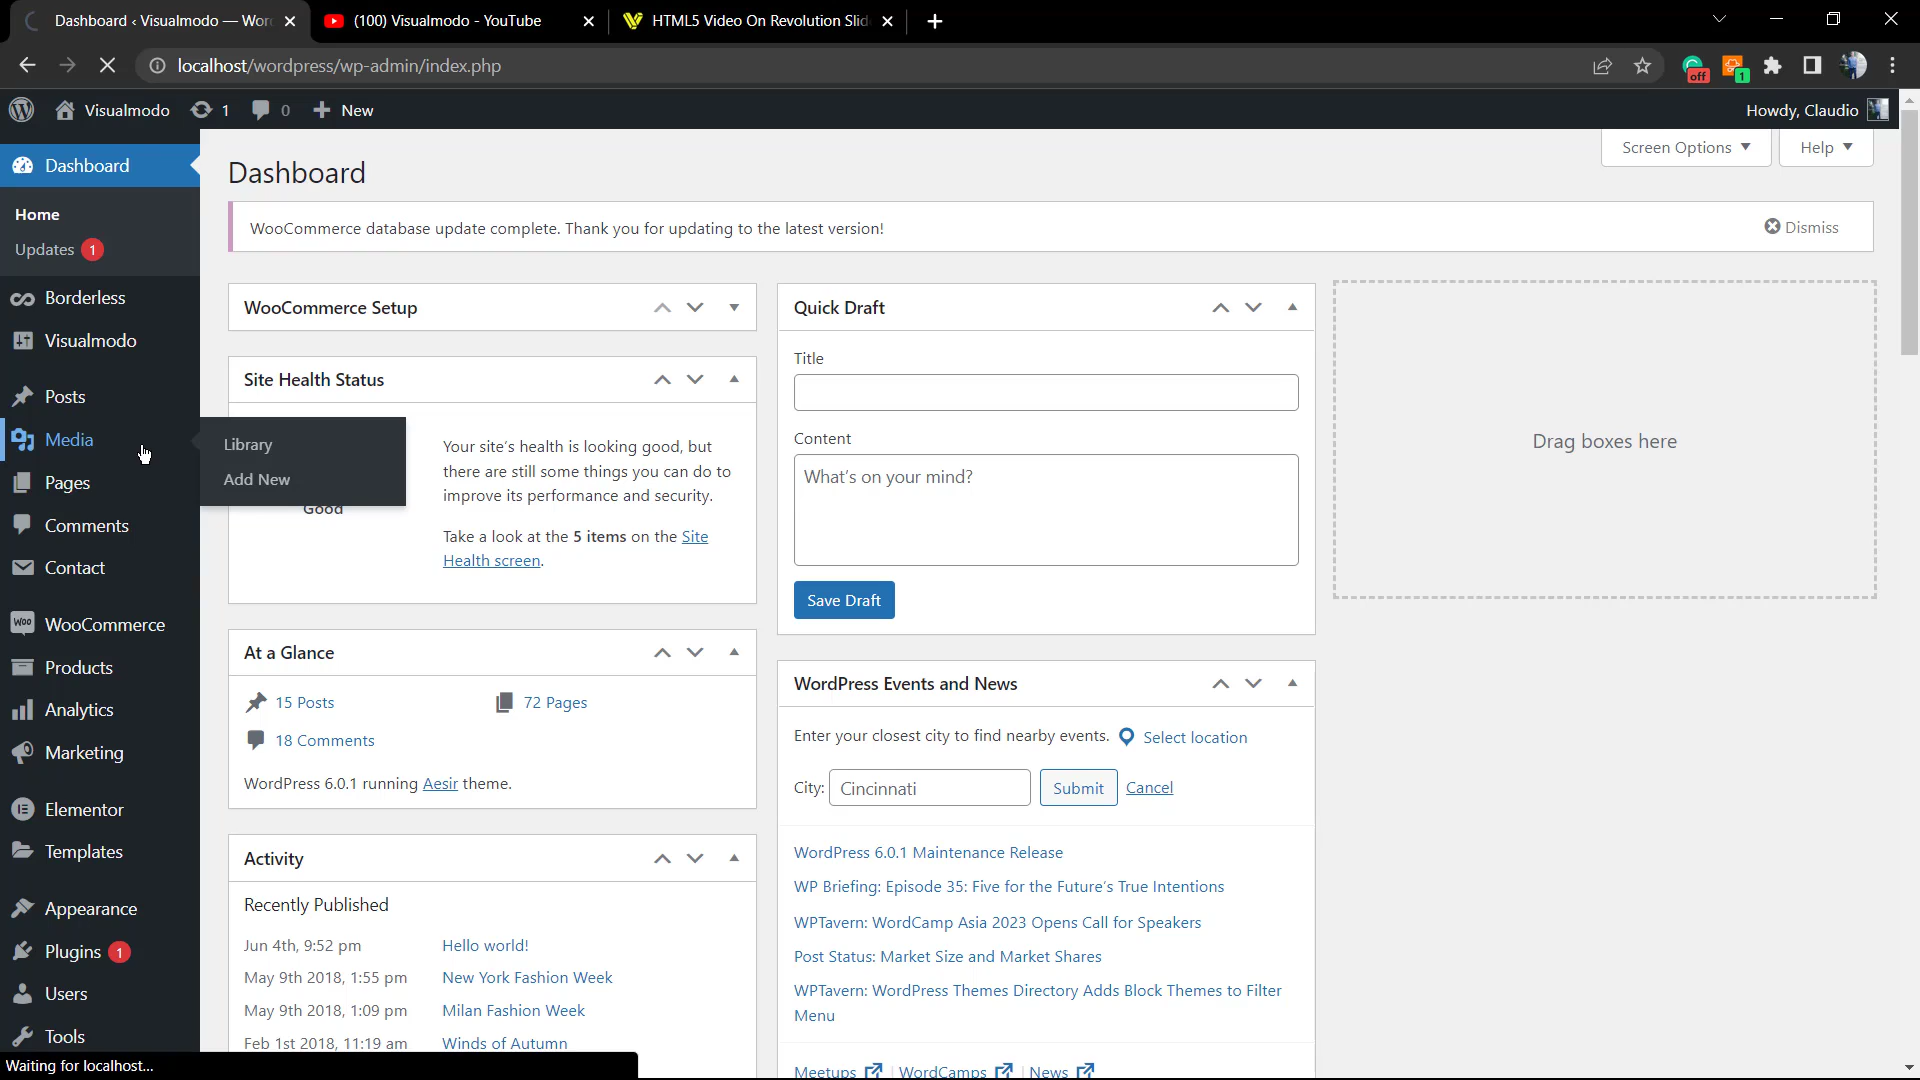 Dashboard ‹ Visualmodo — Wor
(100) Visualmodo - YouTube
HTML5 Video On Revolution Slid
localhost/wordpress/wp-admin/index.php
off
1
Visualmodo
1
0
New
Howdy, Claudio
Dashboard
Home
Updates 1
Borderless
Visualmodo
Posts
Media
Library
Add New
Pages
Comments
Contact
Woo WooCommerce
Products
Analytics
Marketing
Elementor
Templates
Appearance
Plugins 1
Users
Tools
Waiting for localhost...
Screen Options
Help
Dashboard
WooCommerce database update complete. Thank you for updating to the latest version!
Dismiss
WooCommerce Setup
Site Health Status
Good
Your site's health is looking good, but
there are still some things you can do to
improve its performance and security.
Take a look at the 5 items on the Site
Health screen.
At a Glance
15 Posts
72 Pages
18 Comments
WordPress 6.0.1 running Aesir theme.
Activity
Recently Published
Jun 4th, 9:52 pm Hello world!
May 9th 2018, 1:55 pm New York Fashion Week
May 9th 2018, 1:09 pm Milan Fashion Week
Feb 1st 2018, 11:19 am Winds of Autumn
Quick Draft
Title
Content
What's on your mind?
Save Draft
WordPress Events and News
Enter your closest city to find nearby events. Select location
City: Cincinnati Submit Cancel
WordPress 6.0.1 Maintenance Release
WP Briefing: Episode 35: Five for the Future's True Intentions
WPTavern: WordCamp Asia 2023 Opens Call for Speakers
Post Status: Market Size and Market Shares
WPTavern: WordPress Themes Directory Adds Block Themes to Filter
Menu
Meetups | WordCamps | News
Drag boxes here